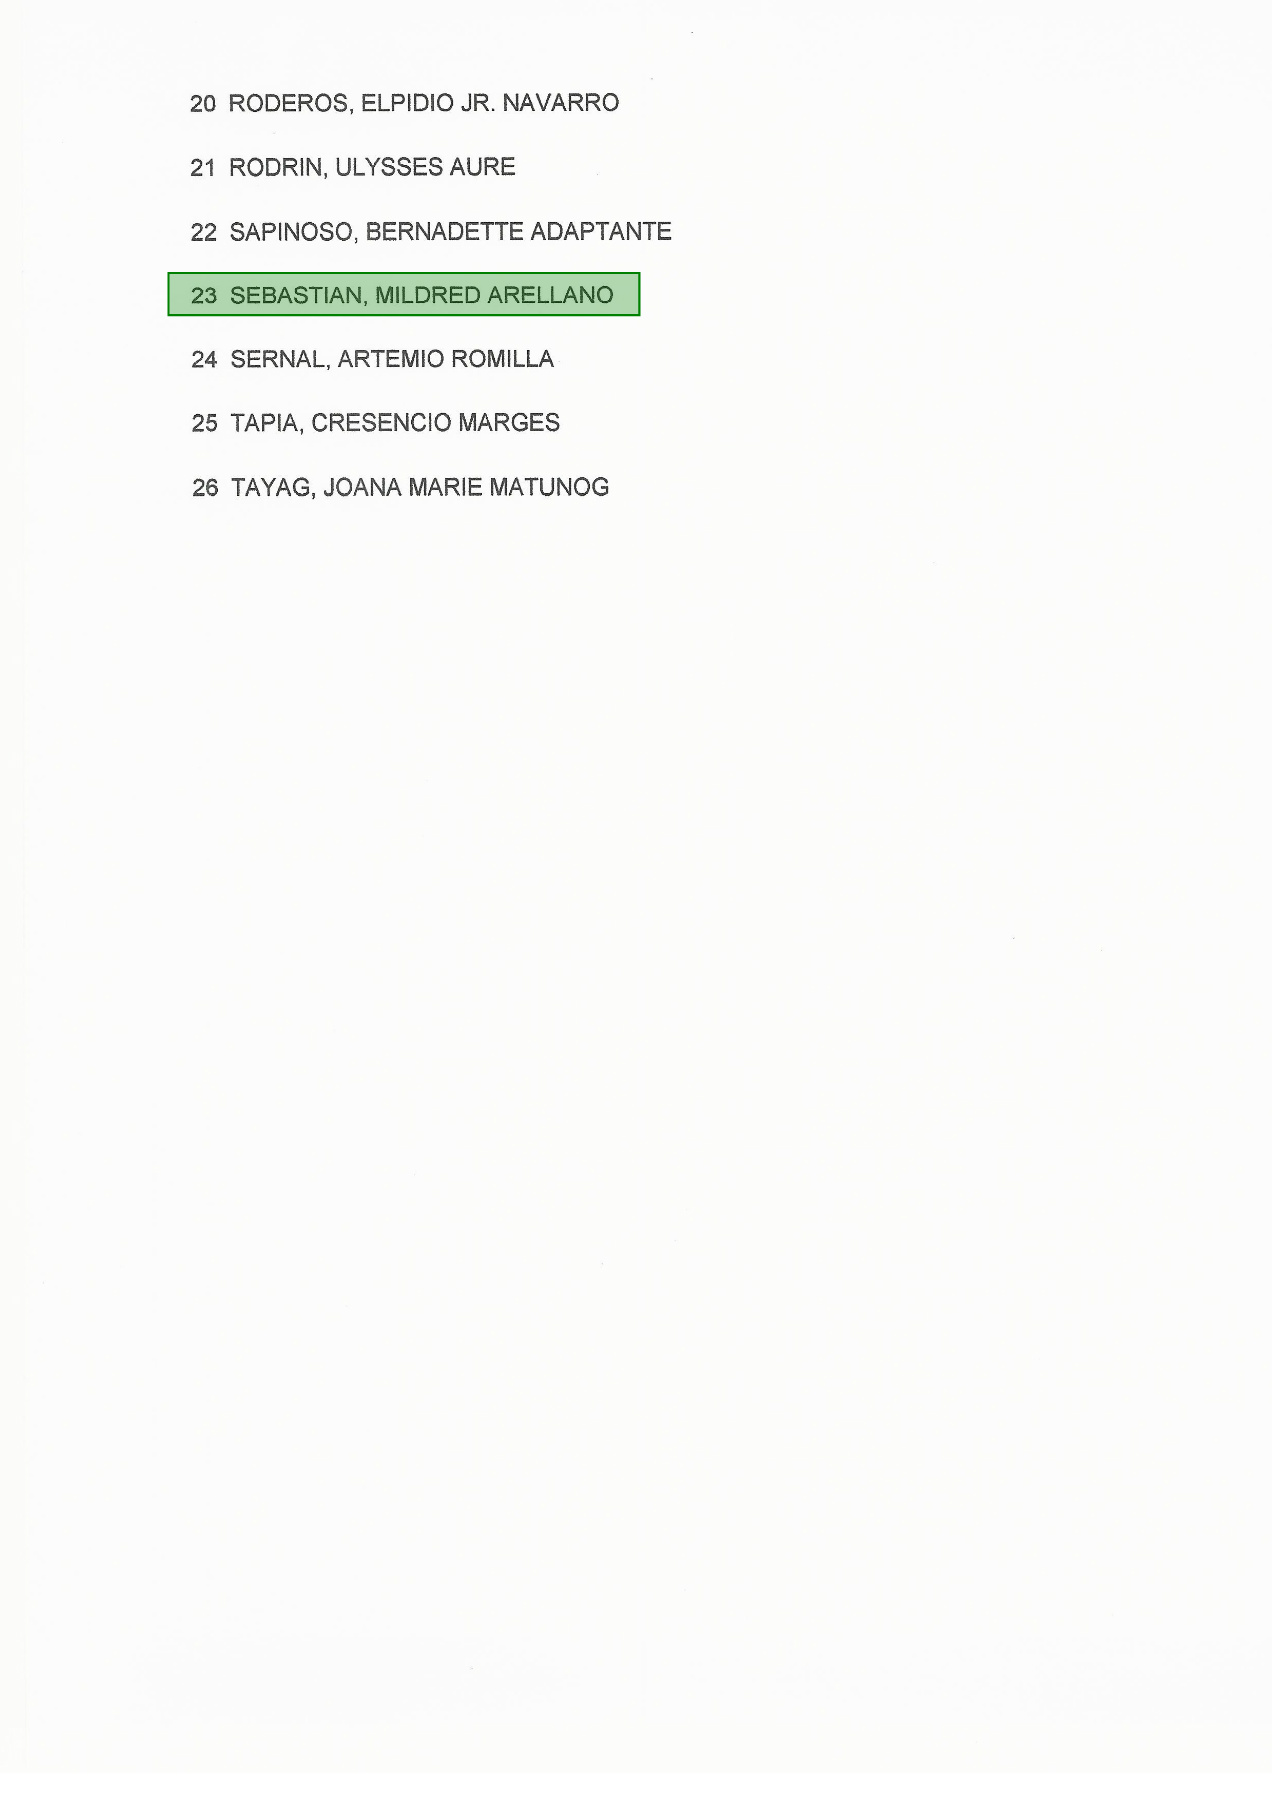 20 RODEROS, ELPIDIO JR. NAVARRO
21 RODRIN, ULYSSES AURE
22 SAPINOSO, BERNADETTE ADAPTANTE
23 SEBASTIAN, MILDRED ARELLANO
24 SERNAL, ARTEMIO ROMILLA
25 TAPIA, CRESENCIO MARGES
26 TAYAG, JOANA MARIE MATUNOG